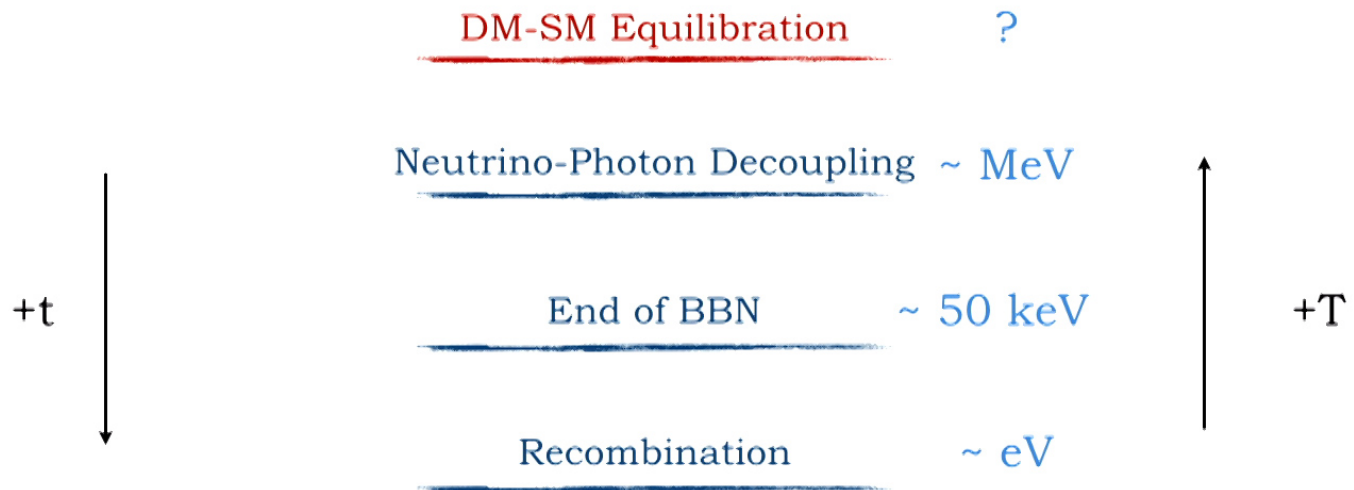 DM-SM Equilibration ?
Neutrino-Photon Decoupling ~ MeV
+t End of BBN ~ 50 keV +T
Recombination ~ eV